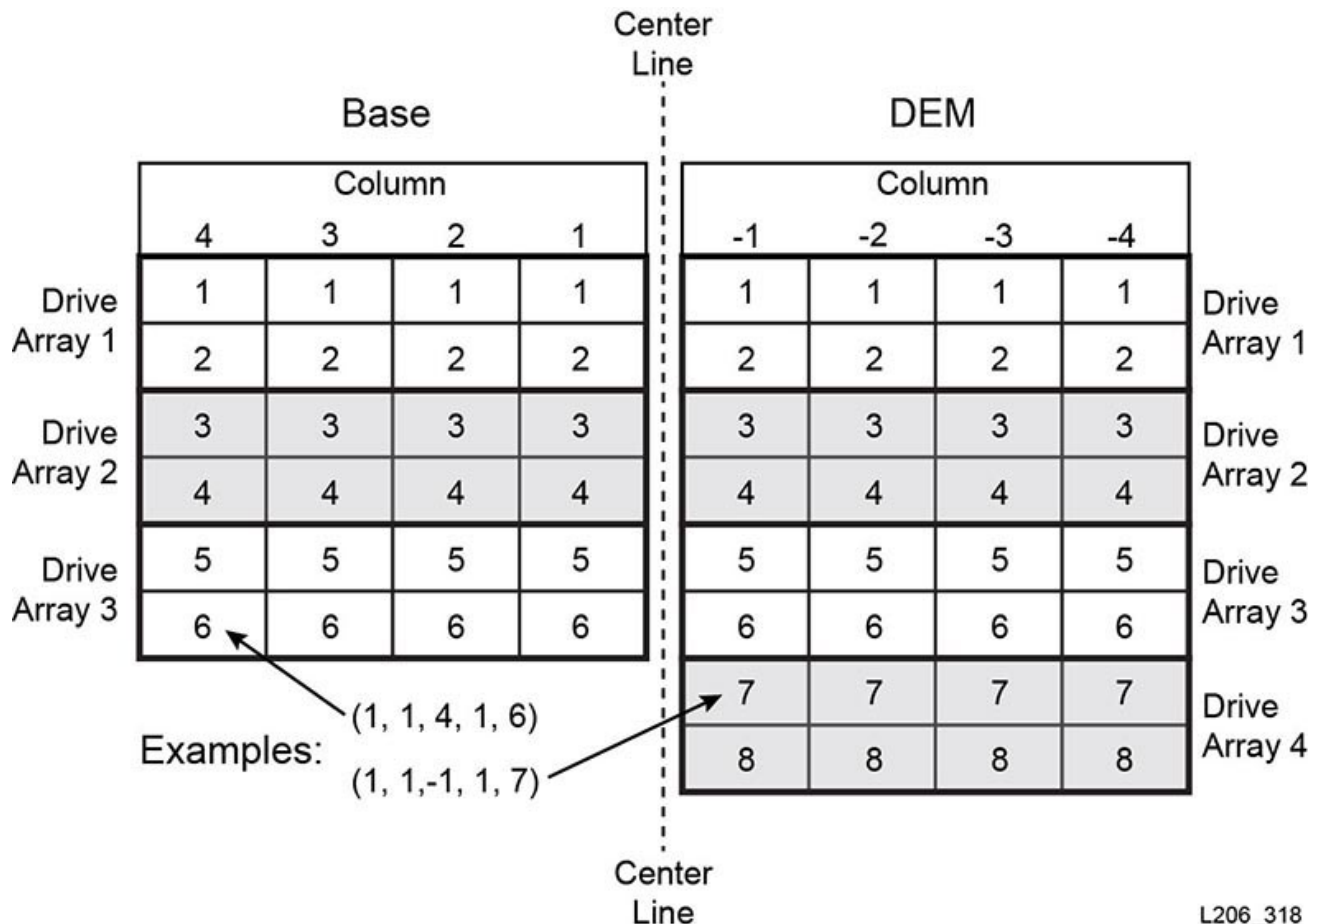 Center
Line
Base
DEM
Column
Column
4 3 2 1
-1 -2 -3 -4
Drive
Array 1
1 1 1 1
2 2 2 2
1 1 1 1
2 2 2 2
Drive
Array 1
Drive
Array 2
3 3 3 3
4 4 4 4
3 3 3 3
4 4 4 4
Drive
Array 2
Drive
Array 3
5 5 5 5
6 6 6 6
5 5 5 5
6 6 6 6
Drive
Array 3
7 7 7 7
8 8 8 8
Drive
Array 4
Examples:
(1, 1, 4, 1, 6)
(1, 1,-1, 1, 7)
Center
Line
L206_318